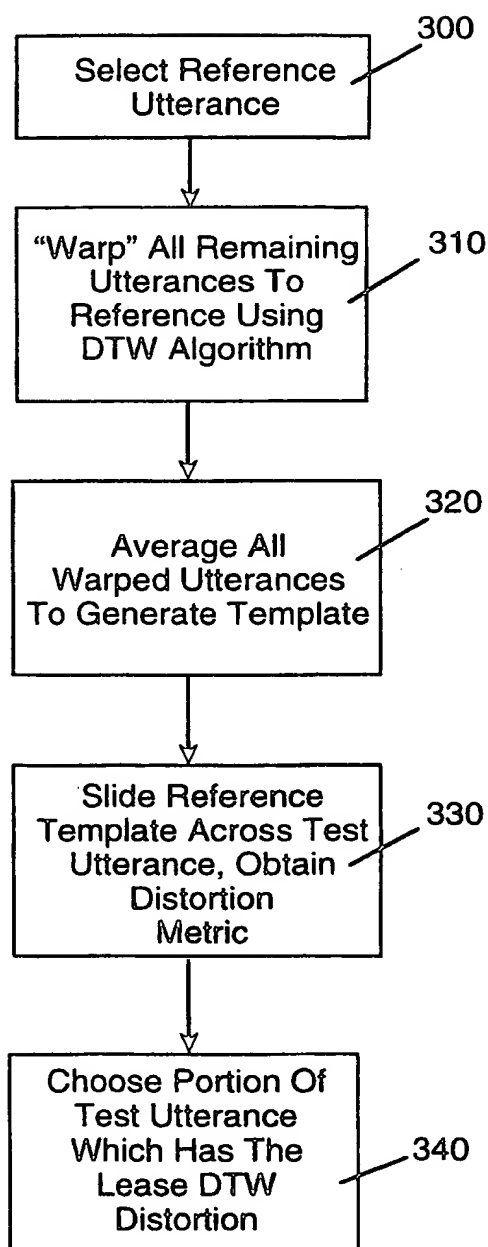 300
Select Reference
Utterance
310
“Warp” All Remaining
Utterances To
Reference Using
DTW Algorithm
320
Average All
Warped Utterances
To Generate Template
330
Slide Reference
Template Across Test
Utterance, Obtain
Distortion
Metric
340
Choose Portion Of
Test Utterance
Which Has The
Lease DTW
Distortion